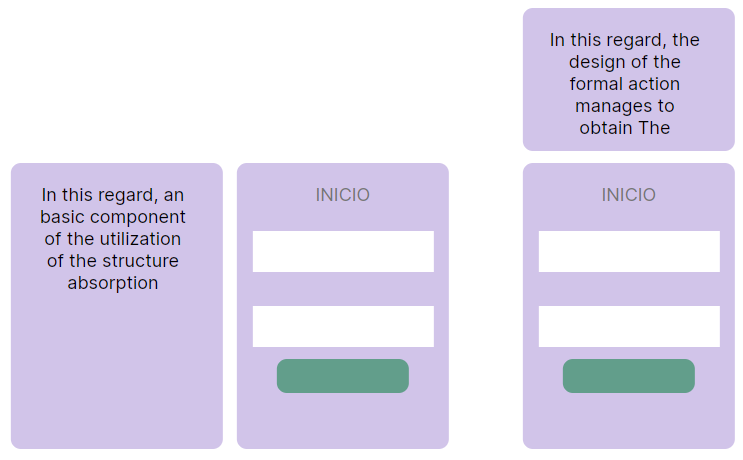 In this regard, an
basic component
of the utilization
of the structure
absorption
INICIO
In this regard, the
design of the
formal action
manages to
obtain The
INICIO